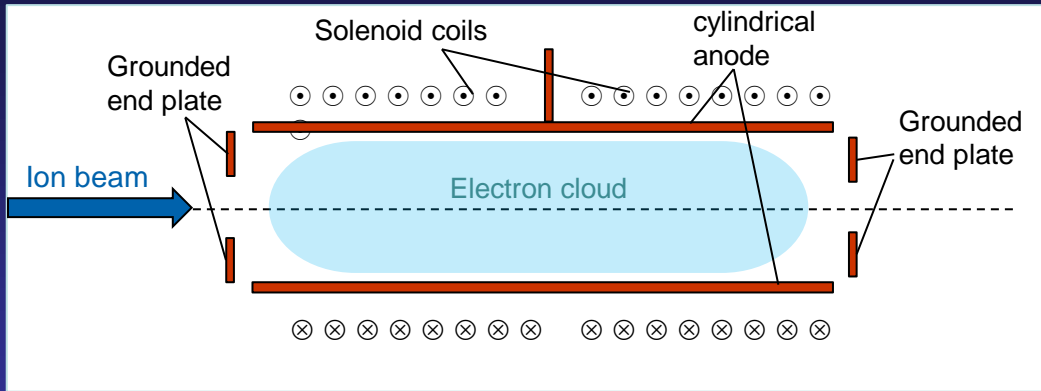 Solenoid coils
cylindrical
anode
Grounded
end plate
Grounded
end plate
Ion beam
Electron cloud